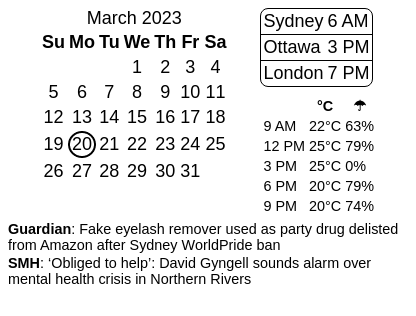 March 2023
Su Mo Tu We Th Fr Sa
1 2 3 4
5 6 7 8 9 10 11
12 13 14 15 16 17 18
19 20 21 22 23 24 25
26 27 28 29 30 31
Sydney 6 AM
Ottawa 3 PM
London 7 PM
°C ☂
9 AM 22°C 63%
12 PM 25°C 79%
3 PM 25°C 0%
6 PM 20°C 79%
9 PM 20°C 74%
Guardian: Fake eyelash remover used as party drug delisted
from Amazon after Sydney WorldPride ban
SMH: ‘Obliged to help’: David Gyngell sounds alarm over
mental health crisis in Northern Rivers